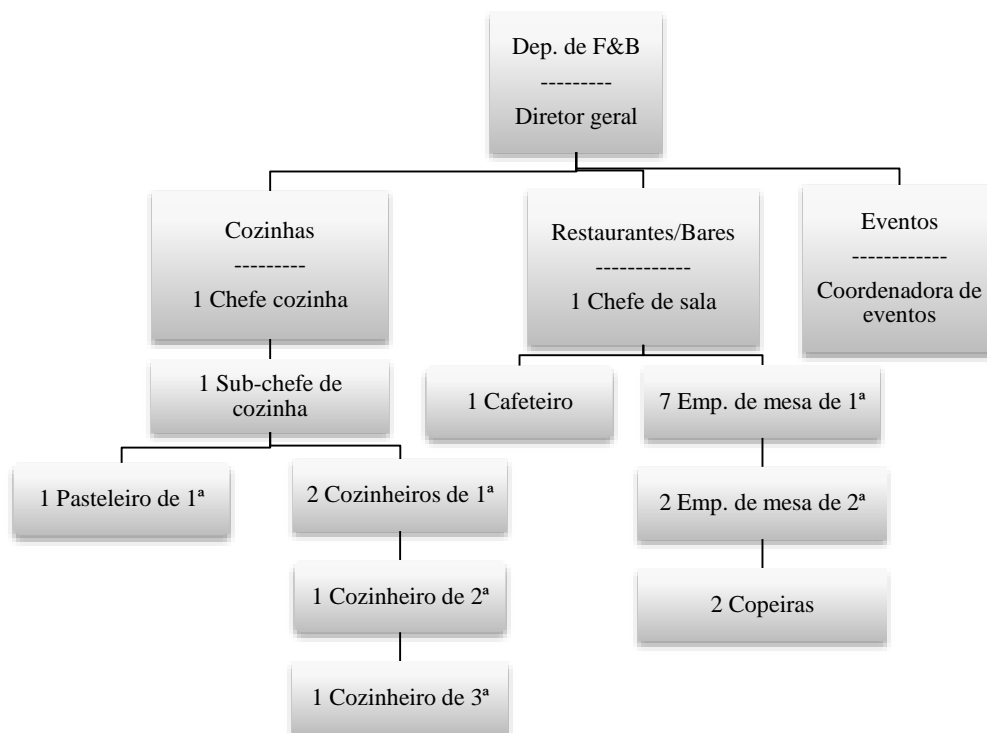 Dep. de F&B
---------
Diretor geral
Cozinhas
---------
1 Chefe cozinha
Restaurantes/Bares
------------
1 Chefe de sala
Eventos
------------
Coordenadora de
eventos
1 Sub-chefe de
cozinha
1 Cafeteiro
7 Emp. de mesa de 1ª
1 Pasteleiro de 1ª
2 Cozinheiros de 1ª
2 Emp. de mesa de 2ª
1 Cozinheiro de 2ª
2 Copeiras
1 Cozinheiro de 3ª